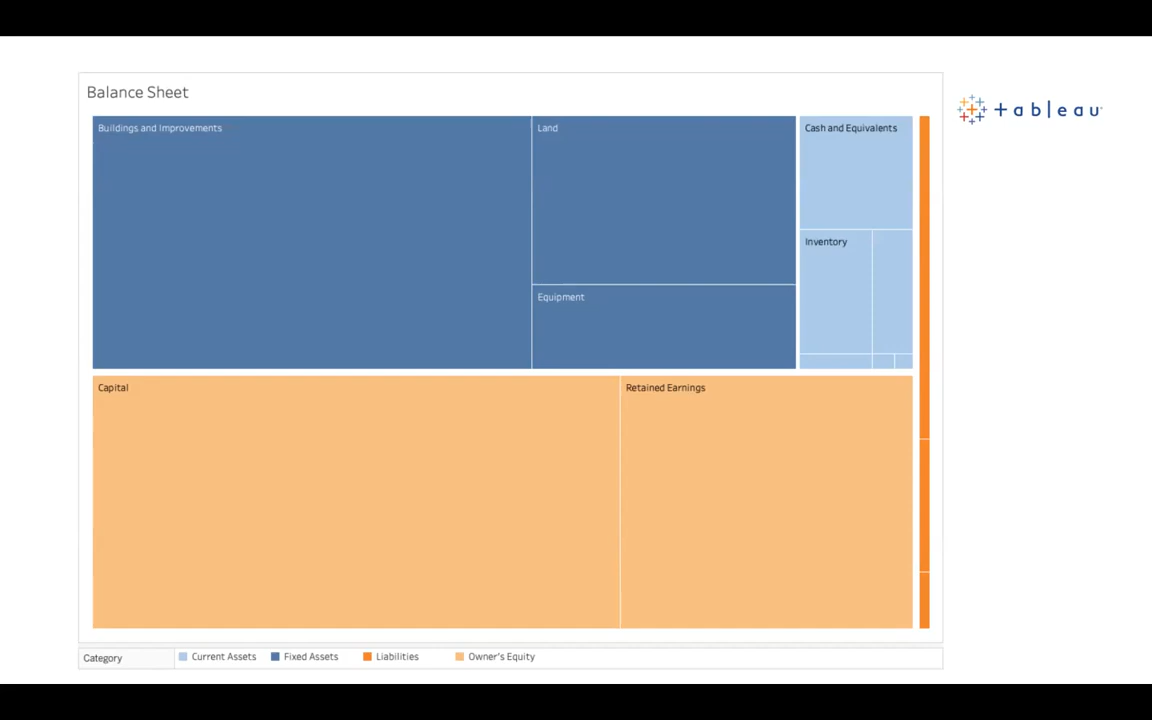 Balance Sheet
+ableau
Buildings and Improvements
Land
Cash and Equivalents
Inventory
Equipment
Capital
Retained Earnings
Category
Current Assets
Fixed Assets
Liabilities
Owner's Equity